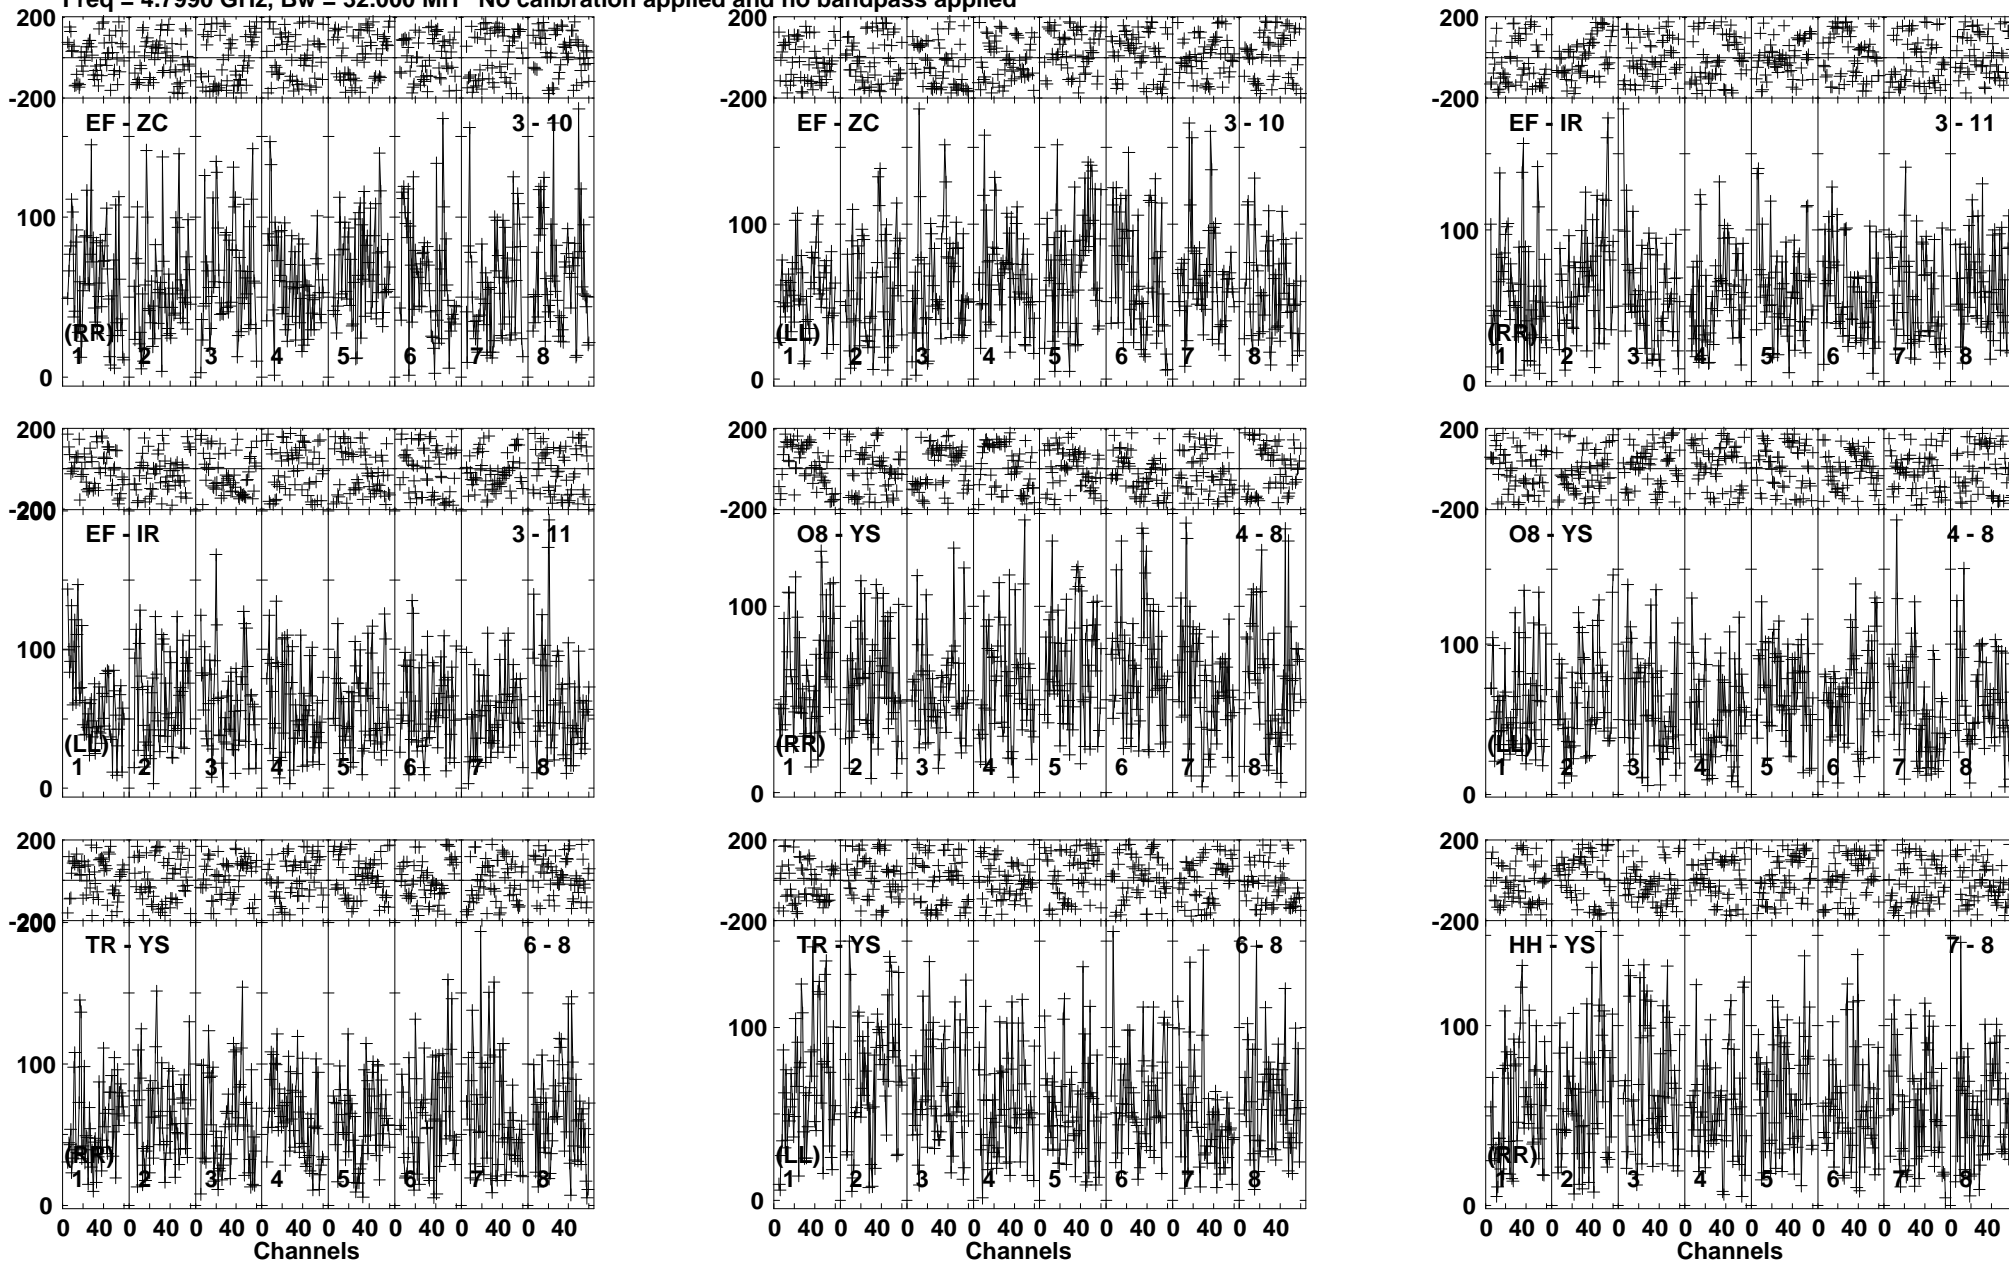 Freq = 4.7990 GHz, Bw = 32.000 MH No calibration applied and no bandpass applied
200 200 200
-200 -200 -200
EF - ZC 3 - 10 EF - ZC 3 - 10 EF - IR 3 - 11
100 100 100
(RR) (LL) (RR)
1 2 3 4 5 6 7 8 1 2 3 4 5 6 7 8 1 2 3 4 5 6 7 8
0 0 0
200 200 200
-200 -200 -200
200
EF - IR 3 - 11 O8 - YS 4 - 8 O8 - YS 4 - 8
100 100 100
(LL) (RR) (LL)
1 2 3 4 5 6 7 8 1 2 3 4 5 6 7 8 1 2 3 4 5 6 7 8
0 0 0
200 200 200
-200 -200 -200
200
TR - YS 6 - 8 TR - YS 6 - 8 HH - YS 7 - 8
100 100 100
(RR) (LL) (RR)
1 2 3 4 5 6 7 8 1 2 3 4 5 6 7 8 1 2 3 4 5 6 7 8
0 0 0
0 40 0 40 0 40 0 40 0 40 0 40 0 40 0 40 0 40 0 40 0 40 0 40 0 40 0 40 0 40 0 40 0 40 0 40 0 40 0 40 0 40 0 40 0 40 0 40
Channels Channels Channels